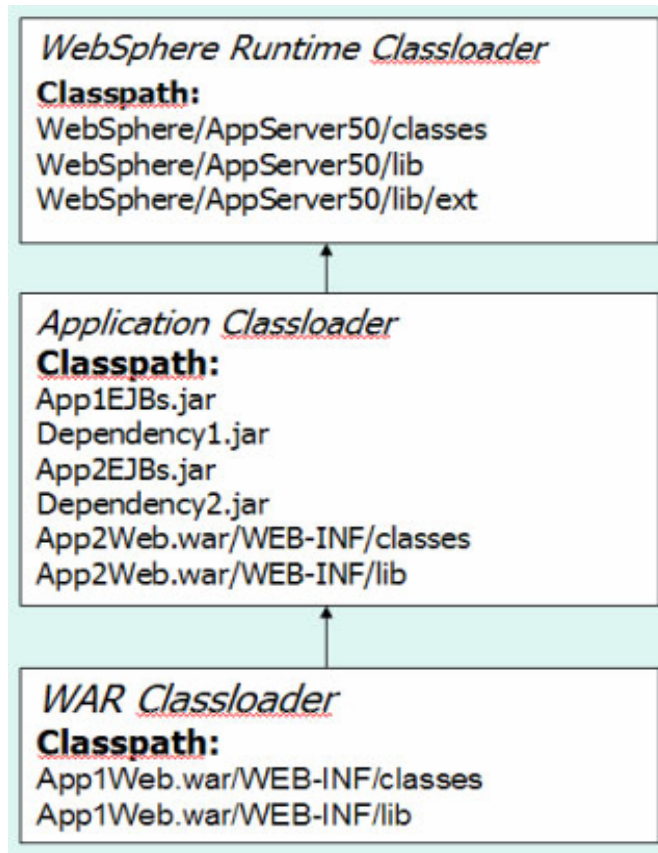 WebSphere Runtime Classloader
Classpath:
WebSphere/AppServer50/classes
WebSphere/AppServer50/lib
WebSphere/AppServer50/lib/ext
Application Classloader
Classpath:
App1EJBs.jar
Dependency1.jar
App2EJBs.jar
Dependency2.jar
App2Web.war/WEB-INF/classes
App2Web.war/WEB-INF/lib
WAR Classloader
Classpath:
App1Web.war/WEB-INF/classes
App1Web.war/WEB-INF/lib